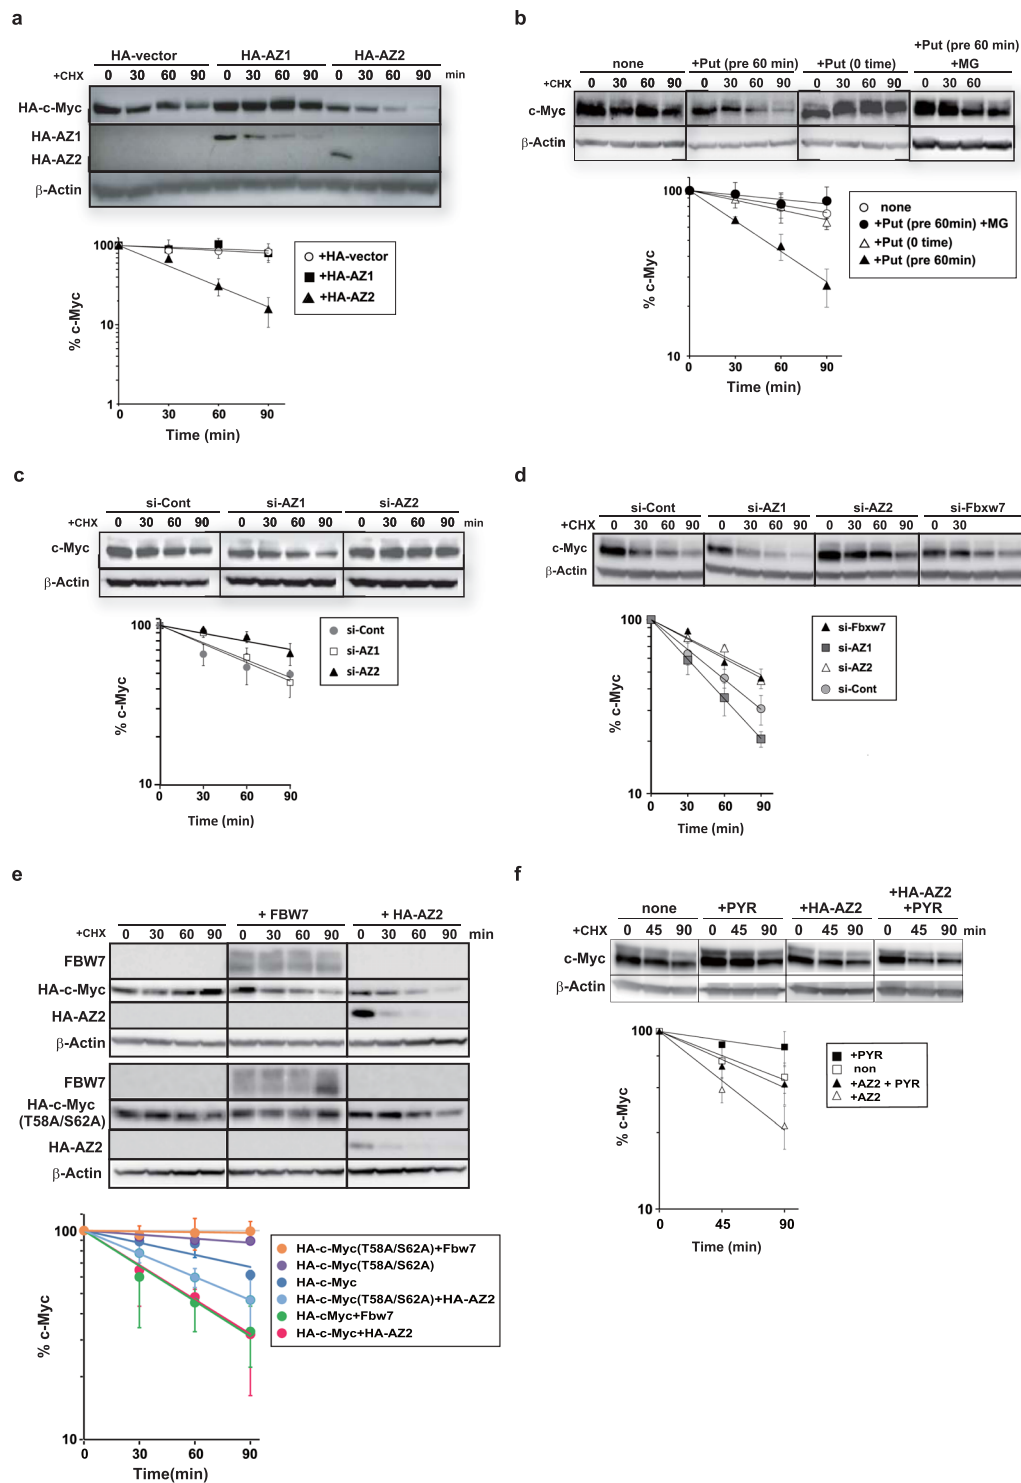 a
HA-vector HA-AZ1 HA-AZ2
+CHX 0 30 60 90 0 30 60 90 0 30 60 90 min
HA-c-Myc
HA-AZ1
HA-AZ2
β-Actin
100
10
1
% c-Myc
0 30 60 90
Time (min)
+HA-vector
+HA-AZ1
+HA-AZ2
b
none +Put (pre 60 min) +Put (0 time) +Put (pre 60 min) +MG
+CHX 0 30 60 90 0 30 60 90 0 30 60 90 0 30 60
c-Myc
β-Actin
100
10
% c-Myc
0 30 60 90
Time (min)
none
+Put (pre 60min) +MG
+Put (0 time)
+Put (pre 60min)
c
si-Cont si-AZ1 si-AZ2
+CHX 0 30 60 90 0 30 60 90 0 30 60 90 min
c-Myc
β-Actin
100
10
% c-Myc
0 30 60 90
Time (min)
si-Cont
si-AZ1
si-AZ2
d
si-Cont si-AZ1 si-AZ2 si-Fbxw7
+CHX 0 30 60 90 0 30 60 90 0 30 60 90 0 30
c-Myc
β-Actin
100
10
% c-Myc
0 30 60 90
Time (min)
si-Fbxw7
si-AZ1
si-AZ2
si-Cont
e
+ FBW7 + HA-AZ2
+CHX 0 30 60 90 0 30 60 90 0 30 60 90 min
FBW7
HA-c-Myc
HA-AZ2
β-Actin
FBW7
HA-c-Myc
(T58A/S62A)
HA-AZ2
β-Actin
100
10
% c-Myc
0 30 60 90
Time(min)
HA-c-Myc(T58A/S62A)+Fbw7
HA-c-Myc(T58A/S62A)
HA-c-Myc
HA-c-Myc(T58A/S62A)+HA-AZ2
HA-cMyc+Fbw7
HA-c-Myc+HA-AZ2
f
none +PYR +HA-AZ2 +HA-AZ2 +PYR
+CHX 0 45 90 0 45 90 0 45 90 0 45 90 min
c-Myc
β-Actin
100
10
% c-Myc
0 45 90
Time (min)
+PYR
non
+AZ2 + PYR
+AZ2